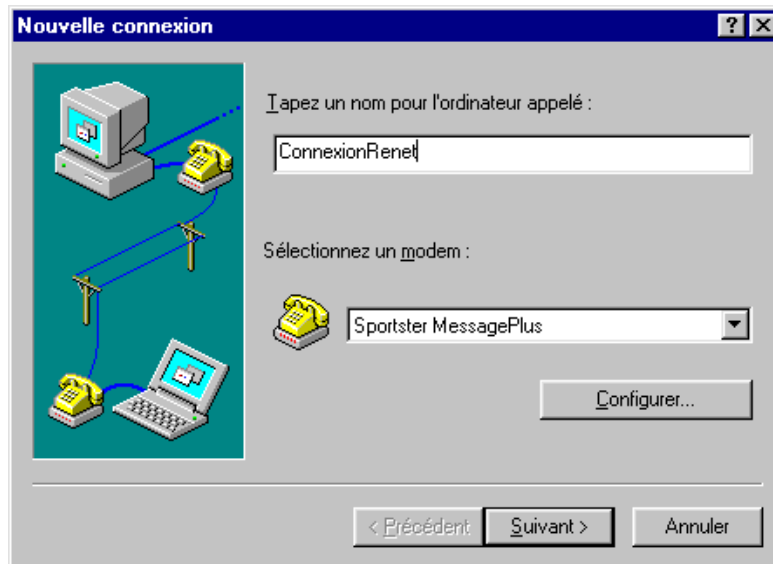 Nouvelle connexion
Tapez un nom pour l'ordinateur appelé :
ConnexionRenet
Sélectionnez un modem :
Sportster MessagePlus
Configurer...
< Précédent
Suivant >
Annuler